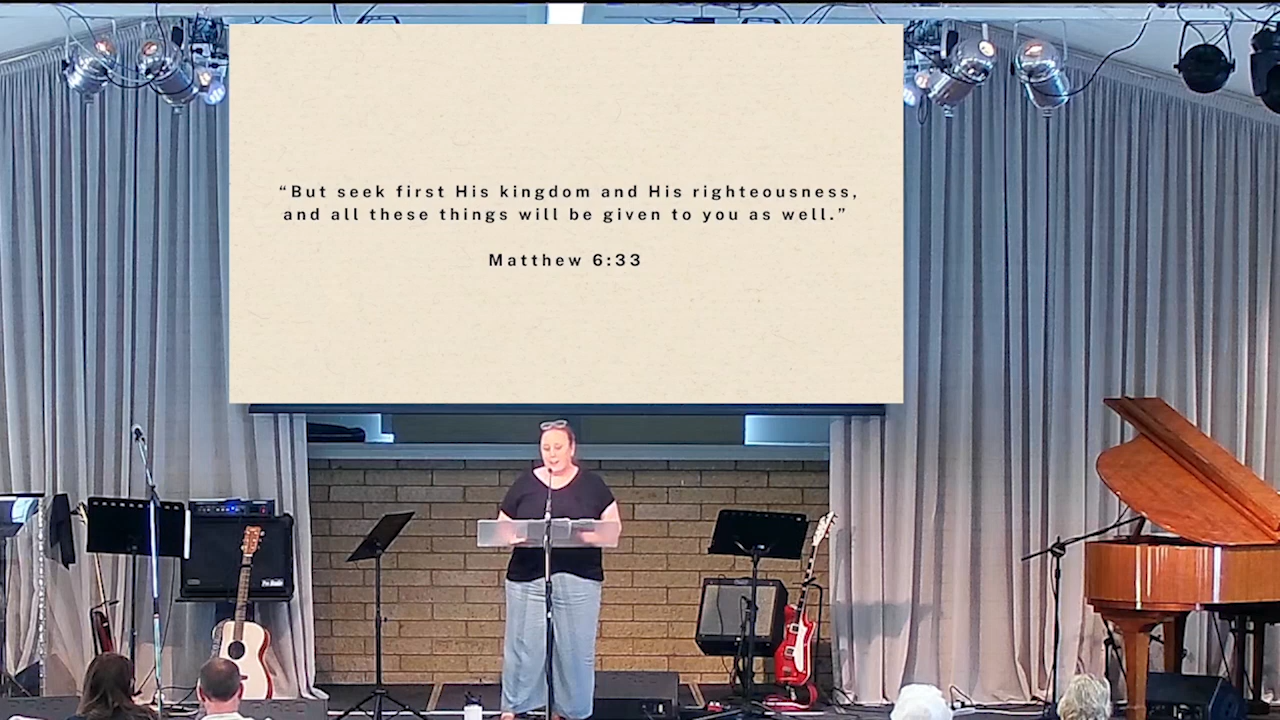 “But seek first His kingdom and His righteousness,
and all these things will be given to you as well.”
Matthew 6:33